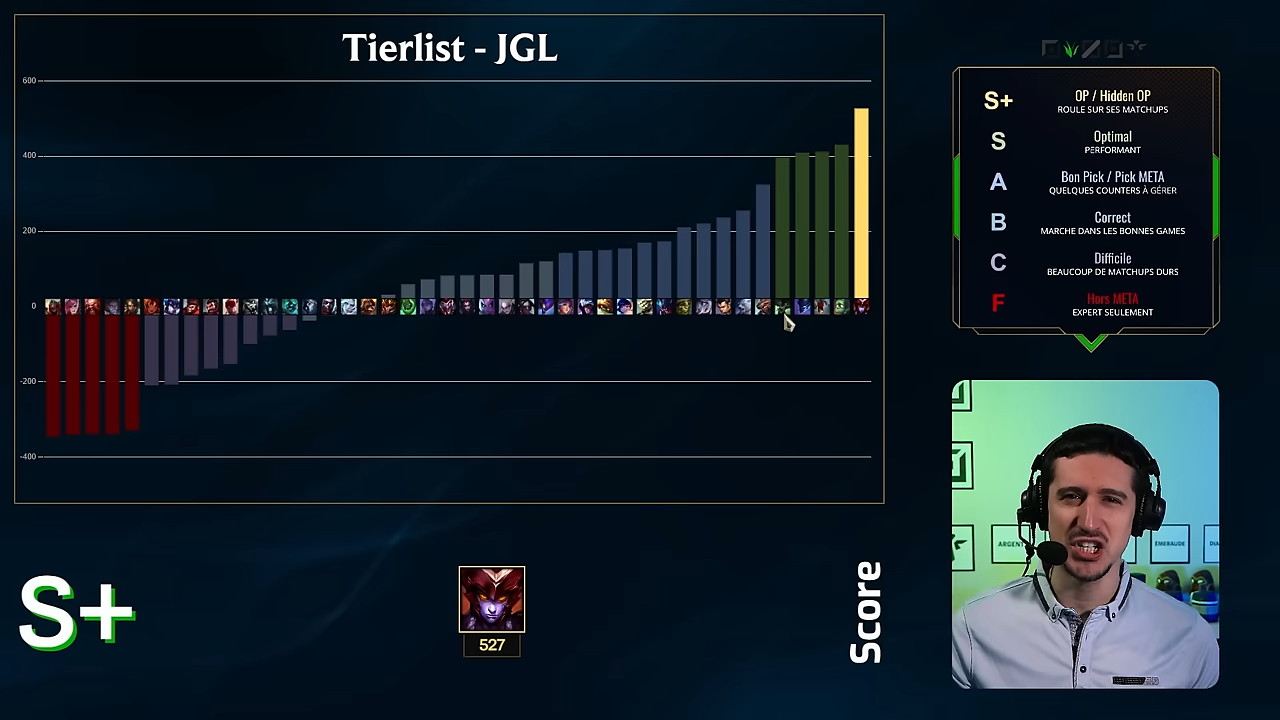 Tierlist - JGL
600
400
200
0
-200
-400
S+
OP / Hidden OP
ROULE SUR SES MATCHUPS
S
Optimal
PERFORMANT
A
Bon Pick / Pick META
QUELQUES COUNTERS À GÉRER
B
Correct
MARCHE DANS LES BONNES GAMES
C
Difficile
BEAUCOUP DE MATCHUPS DURS
F
Hors META
EXPERT SEULEMENT
S+
527
Score
ARGENT
ÉMERAUDE